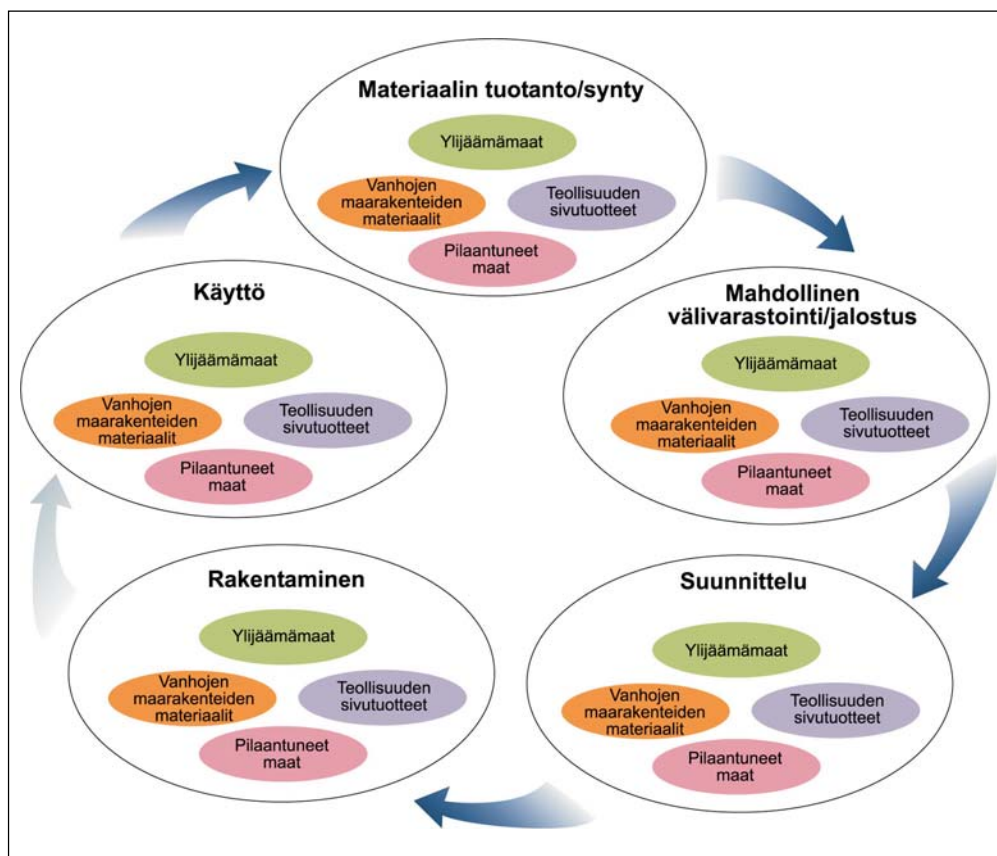 Materiaalin tuotanto/synty
Ylijäämämaat
Vanhojen
maarakenteiden
materiaalit
Teollisuuden
sivutuotteet
Pilaantuneet
maat
Mahdollinen
välivarastointi/jalostus
Ylijäämämaat
Vanhojen
maarakenteiden
materiaalit
Teollisuuden
sivutuotteet
Pilaantuneet
maat
Suunnittelu
Ylijäämämaat
Vanhojen
maarakenteiden
materiaalit
Teollisuuden
sivutuotteet
Pilaantuneet
maat
Rakentaminen
Ylijäämämaat
Vanhojen
maarakenteiden
materiaalit
Teollisuuden
sivutuotteet
Pilaantuneet
maat
Käyttö
Ylijäämämaat
Vanhojen
maarakenteiden
materiaalit
Teollisuuden
sivutuotteet
Pilaantuneet
maat